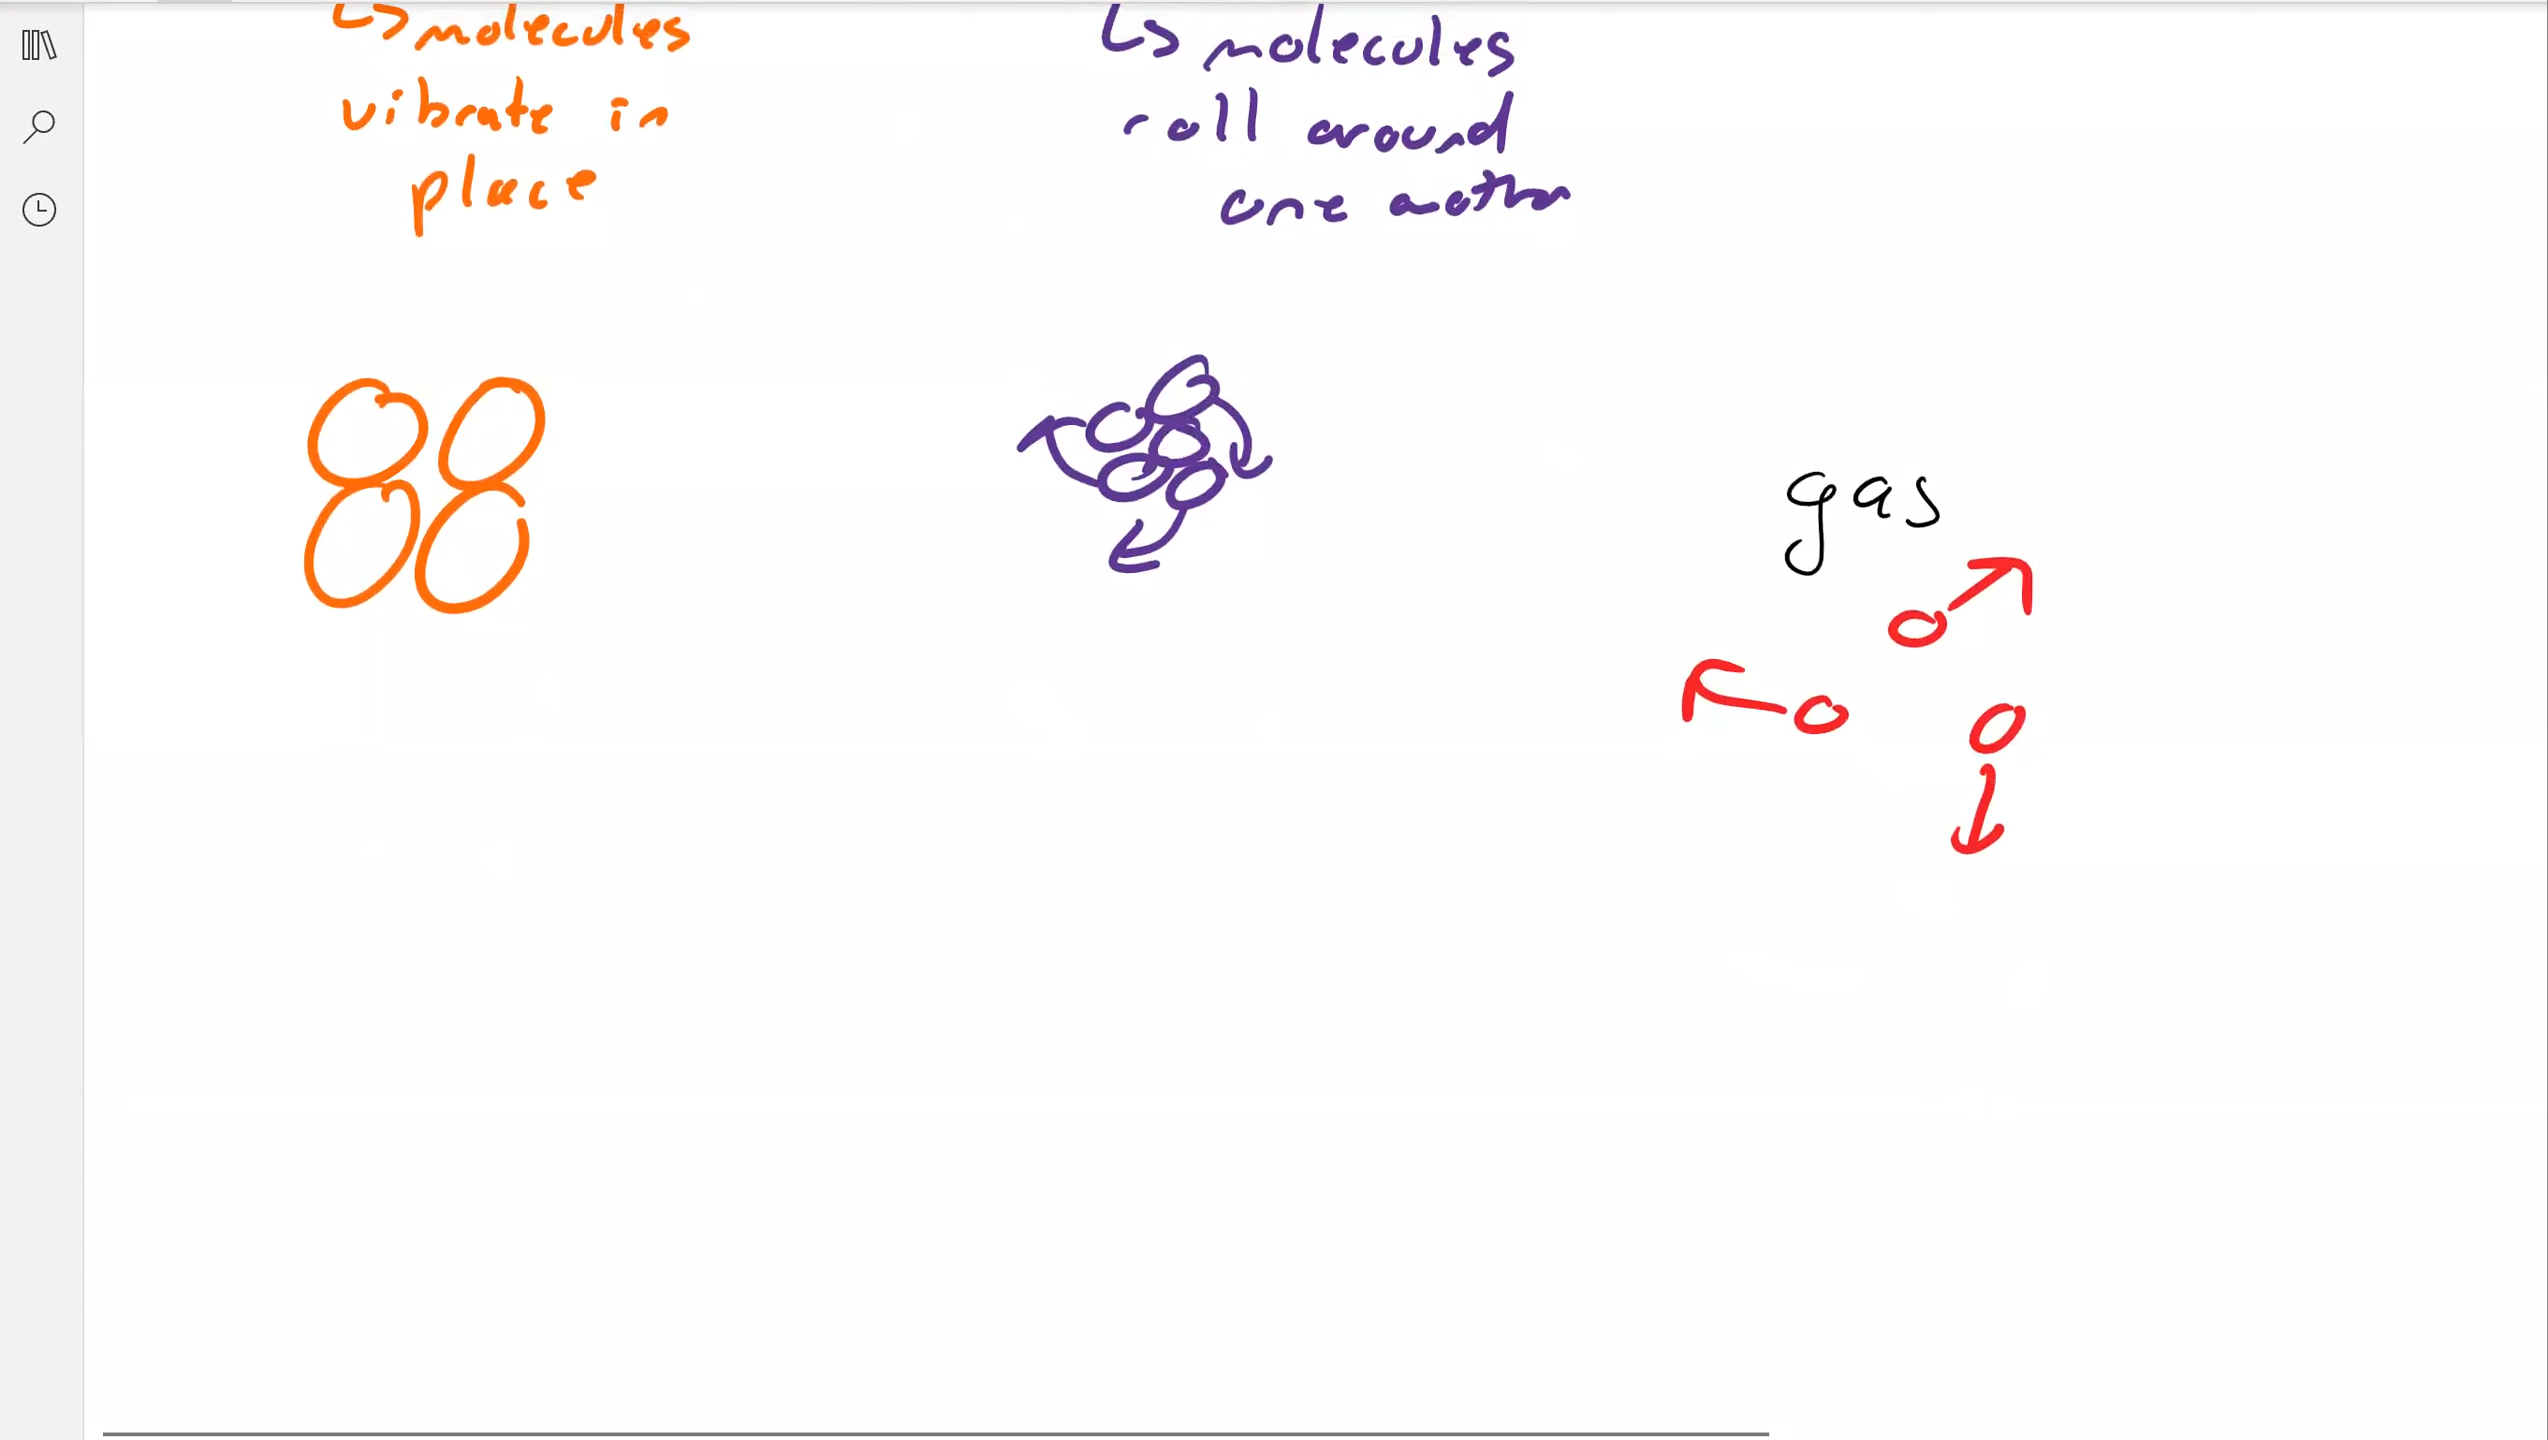 ↳ molecules
vibrate in
place
↳ molecules
roll around
one another
gas